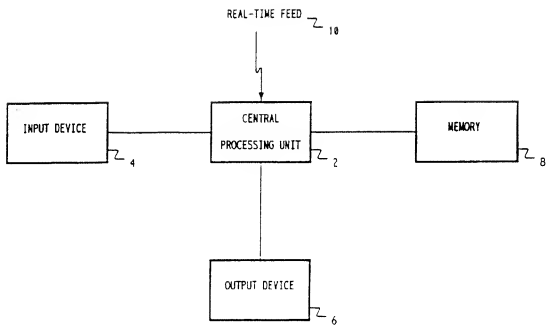 REAL-TIME FEED
10
INPUT DEVICE
4
CENTRAL
PROCESSING UNIT
2
MEMORY
8
OUTPUT DEVICE
6